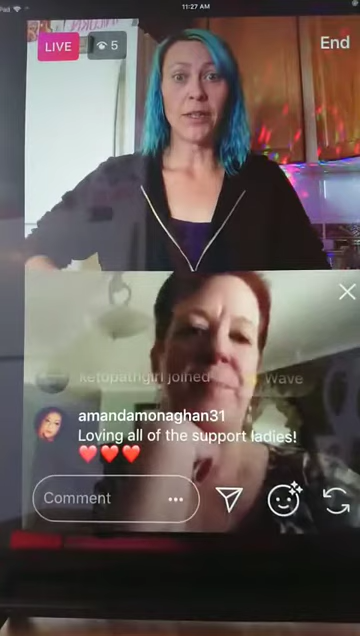 11:27 AM
LIVE
5
End
ketopathgirl joined
Wave
amandamonaghan31
Loving all of the support ladies!
❤️❤️❤️
Comment